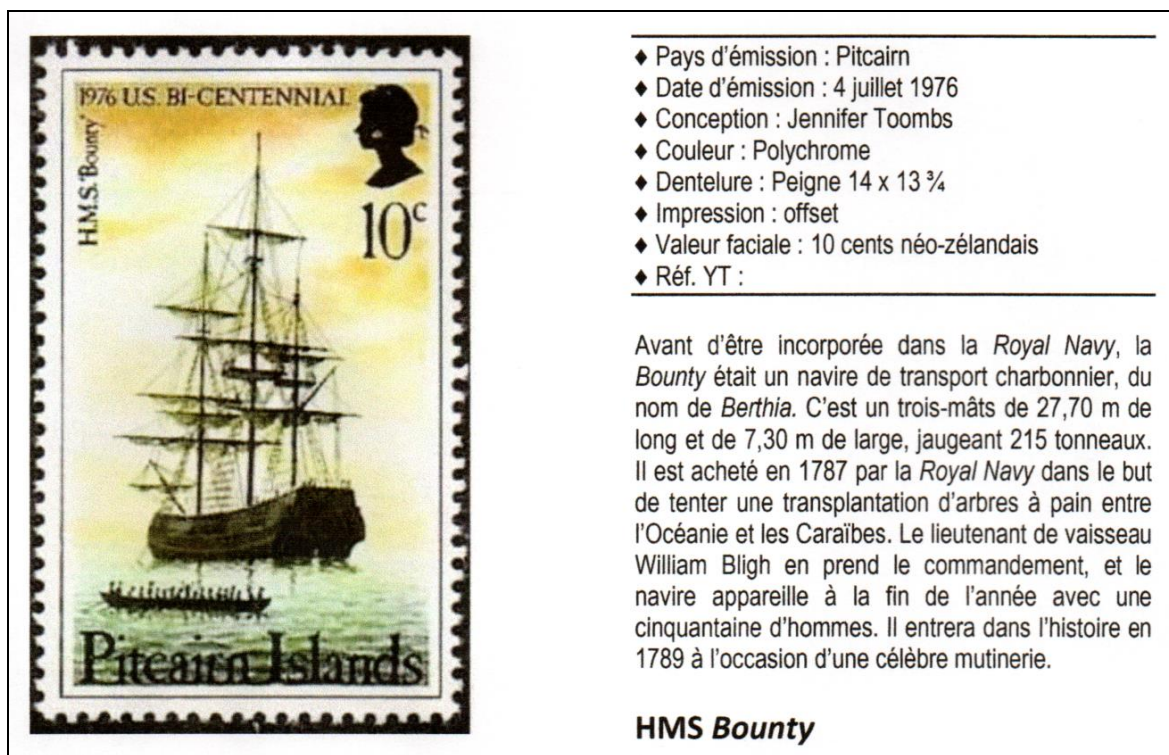 1976 U.S. BI-CENTENNIAL
H.M.S. "Bounty"
10c
Pitcairn Islands
♦ Pays d'émission : Pitcairn
♦ Date d'émission : 4 juillet 1976
♦ Conception : Jennifer Toombs
♦ Couleur : Polychrome
♦ Dentelure : Peigne 14 x 13 ¾
♦ Impression : offset
♦ Valeur faciale : 10 cents néo-zélandais
♦ Réf. YT :
Avant d'être incorporée dans la Royal Navy, la
Bounty était un navire de transport charbonnier, du
nom de Berthia. C'est un trois-mâts de 27,70 m de
long et de 7,30 m de large, jaugeant 215 tonneaux.
Il est acheté en 1787 par la Royal Navy dans le but
de tenter une transplantation d'arbres à pain entre
l'Océanie et les Caraïbes. Le lieutenant de vaisseau
William Bligh en prend le commandement, et le
navire appareille à la fin de l'année avec une
cinquantaine d'hommes. Il entrera dans l'histoire en
1789 à l'occasion d'une célèbre mutinerie.
HMS Bounty